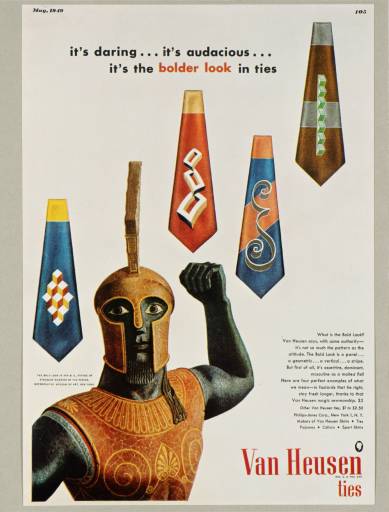 May, 1949
105
it's daring... it's audacious...
it's the bolder look in ties
What is the Bold Look?
Van Heusen says, with some authority—
it's not so much the pattern as the
attitude. The Bold Look is a panel...
a geometric... a vertical... a stripe.
But first of all, it's assertive, dominant,
masculine as a mailed fist!
Here are four perfect examples of what
we mean—in foulards that tie right,
stay fresh longer, thanks to that
Van Heusen magic sewmanship. $2
Other Van Heusen ties, $1 to $3.50
Phillips-Jones Corp., New York 1, N. Y.
Makers of Van Heusen Shirts • Ties
Pajamas • Collars • Sport Shirts
Van Heusen
ties